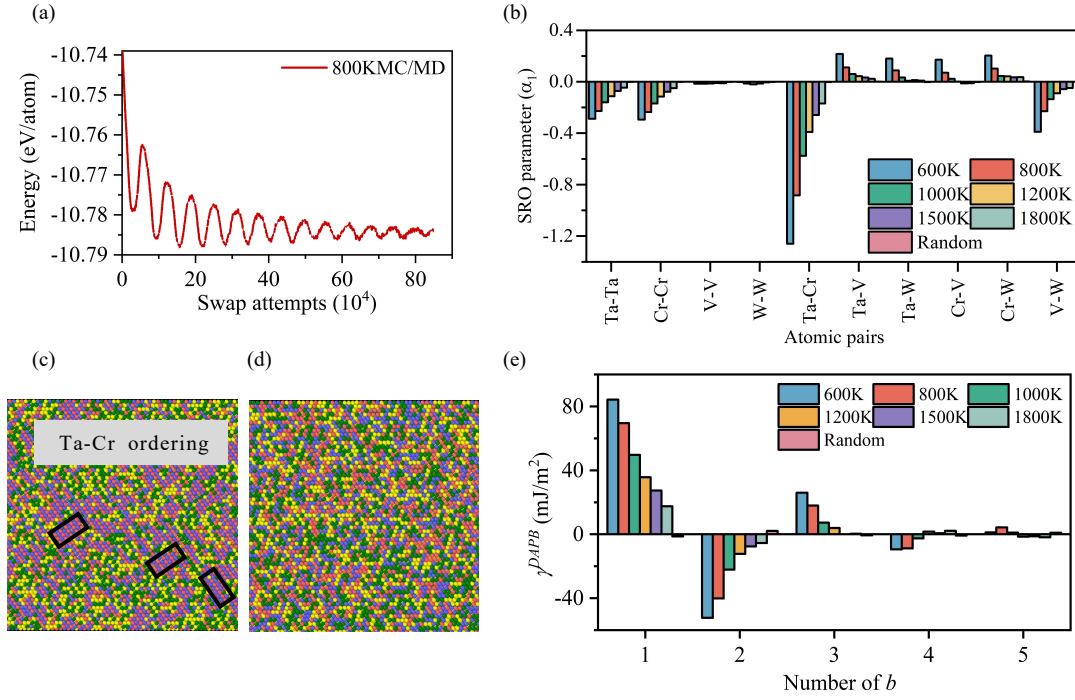 (a)
-10.74
-10.75
-10.76
-10.77
-10.78
-10.79
Energy (eV/atom)
800KMC/MD
0 20 40 60 80
Swap attempts (10⁴)
(b)
0.4
0.0
-0.4
-0.8
-1.2
SRO parameter (α₁)
600K 800K
1000K 1200K
1500K 1800K
Random
Ta-Ta Cr-Cr V-V W-W Ta-Cr Ta-V Ta-W Cr-V Cr-W V-W
Atomic pairs
(c)
Ta-Cr ordering
(d)
(e)
80
40
0
-40
γᴰᴬᴾᴮ (mJ/m²)
600K 800K 1000K
1200K 1500K 1800K
Random
1 2 3 4 5
Number of b